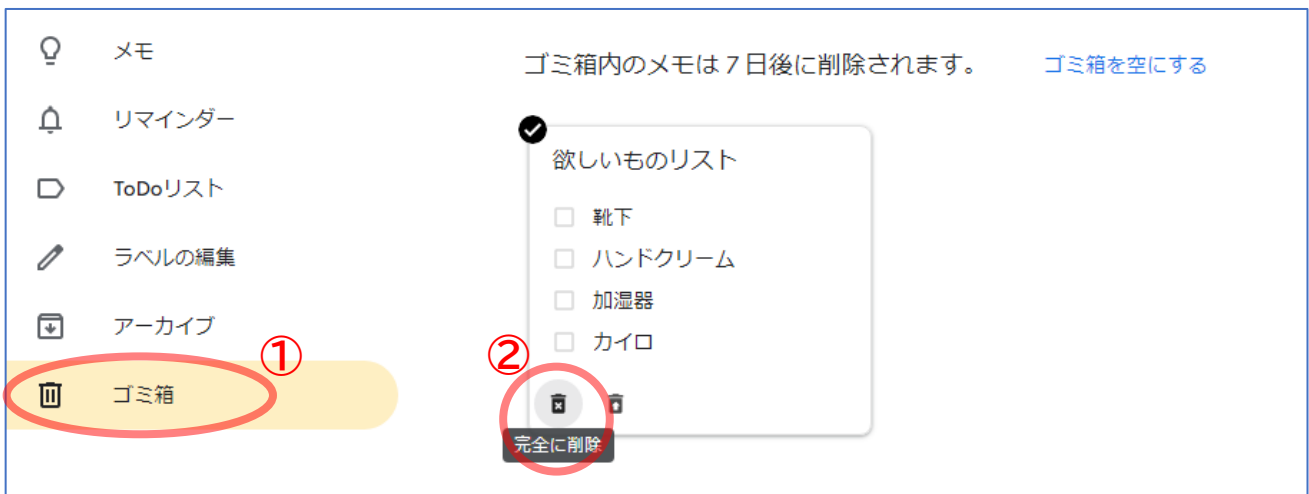 メモ
リマインダー
ToDoリスト
ラベルの編集
アーカイブ
①
ゴミ箱
ゴミ箱内のメモは 7 日後に削除されます。 ゴミ箱を空にする
欲しいものリスト
靴下
ハンドクリーム
加湿器
カイロ
②
完全に削除